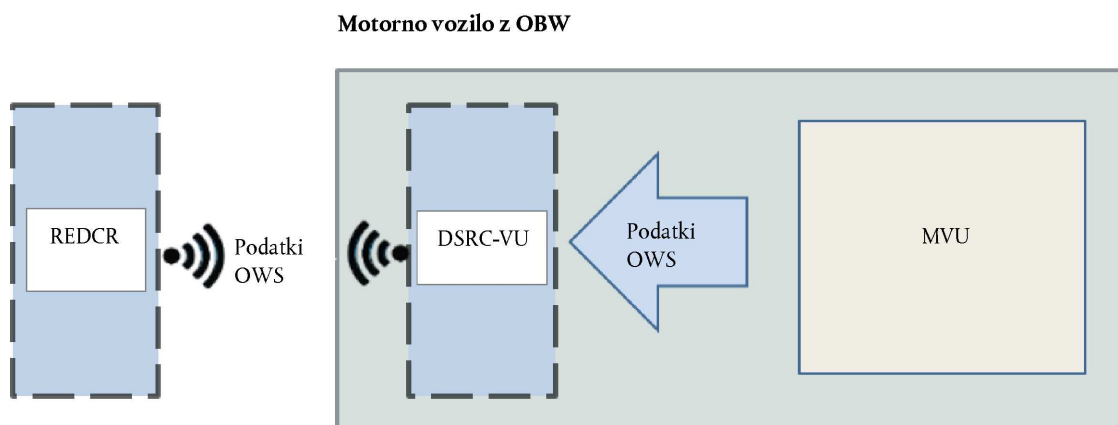 Motorno vozilo z OBW
REDCR
Podatki
OWS
DSRC-VU
Podatki
OWS
MVU